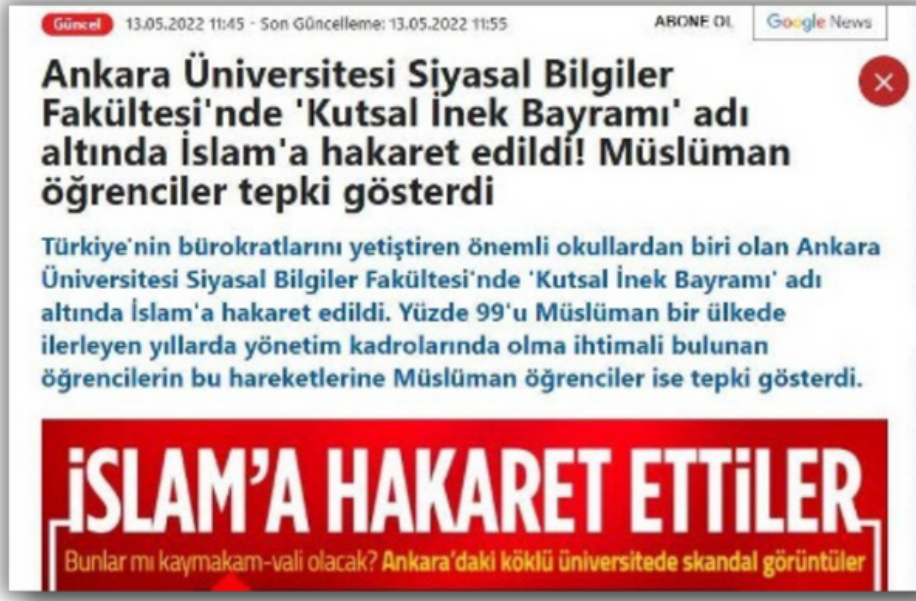 Güncel 13.05.2022 11:45 - Son Güncelleme: 13.05.2022 11:55 ABONE OL Google News
Ankara Üniversitesi Siyasal Bilgiler
Fakültesi'nde 'Kutsal İnek Bayramı' adı
altında İslam'a hakaret edildi! Müslüman
öğrenciler tepki gösterdi
Türkiye'nin bürokratlarını yetiştiren önemli okullardan biri olan Ankara
Üniversitesi Siyasal Bilgiler Fakültesi'nde 'Kutsal İnek Bayramı' adı
altında İslam'a hakaret edildi. Yüzde 99'u Müslüman bir ülkede
ilerleyen yıllarda yönetim kadrolarında olma ihtimali bulunan
öğrencilerin bu hareketlerine Müslüman öğrenciler ise tepki gösterdi.
İSLAM'A HAKARET ETTİLER
Bunlar mı kaymakam-vali olacak? Ankara'daki köklü üniversitede skandal görüntüler